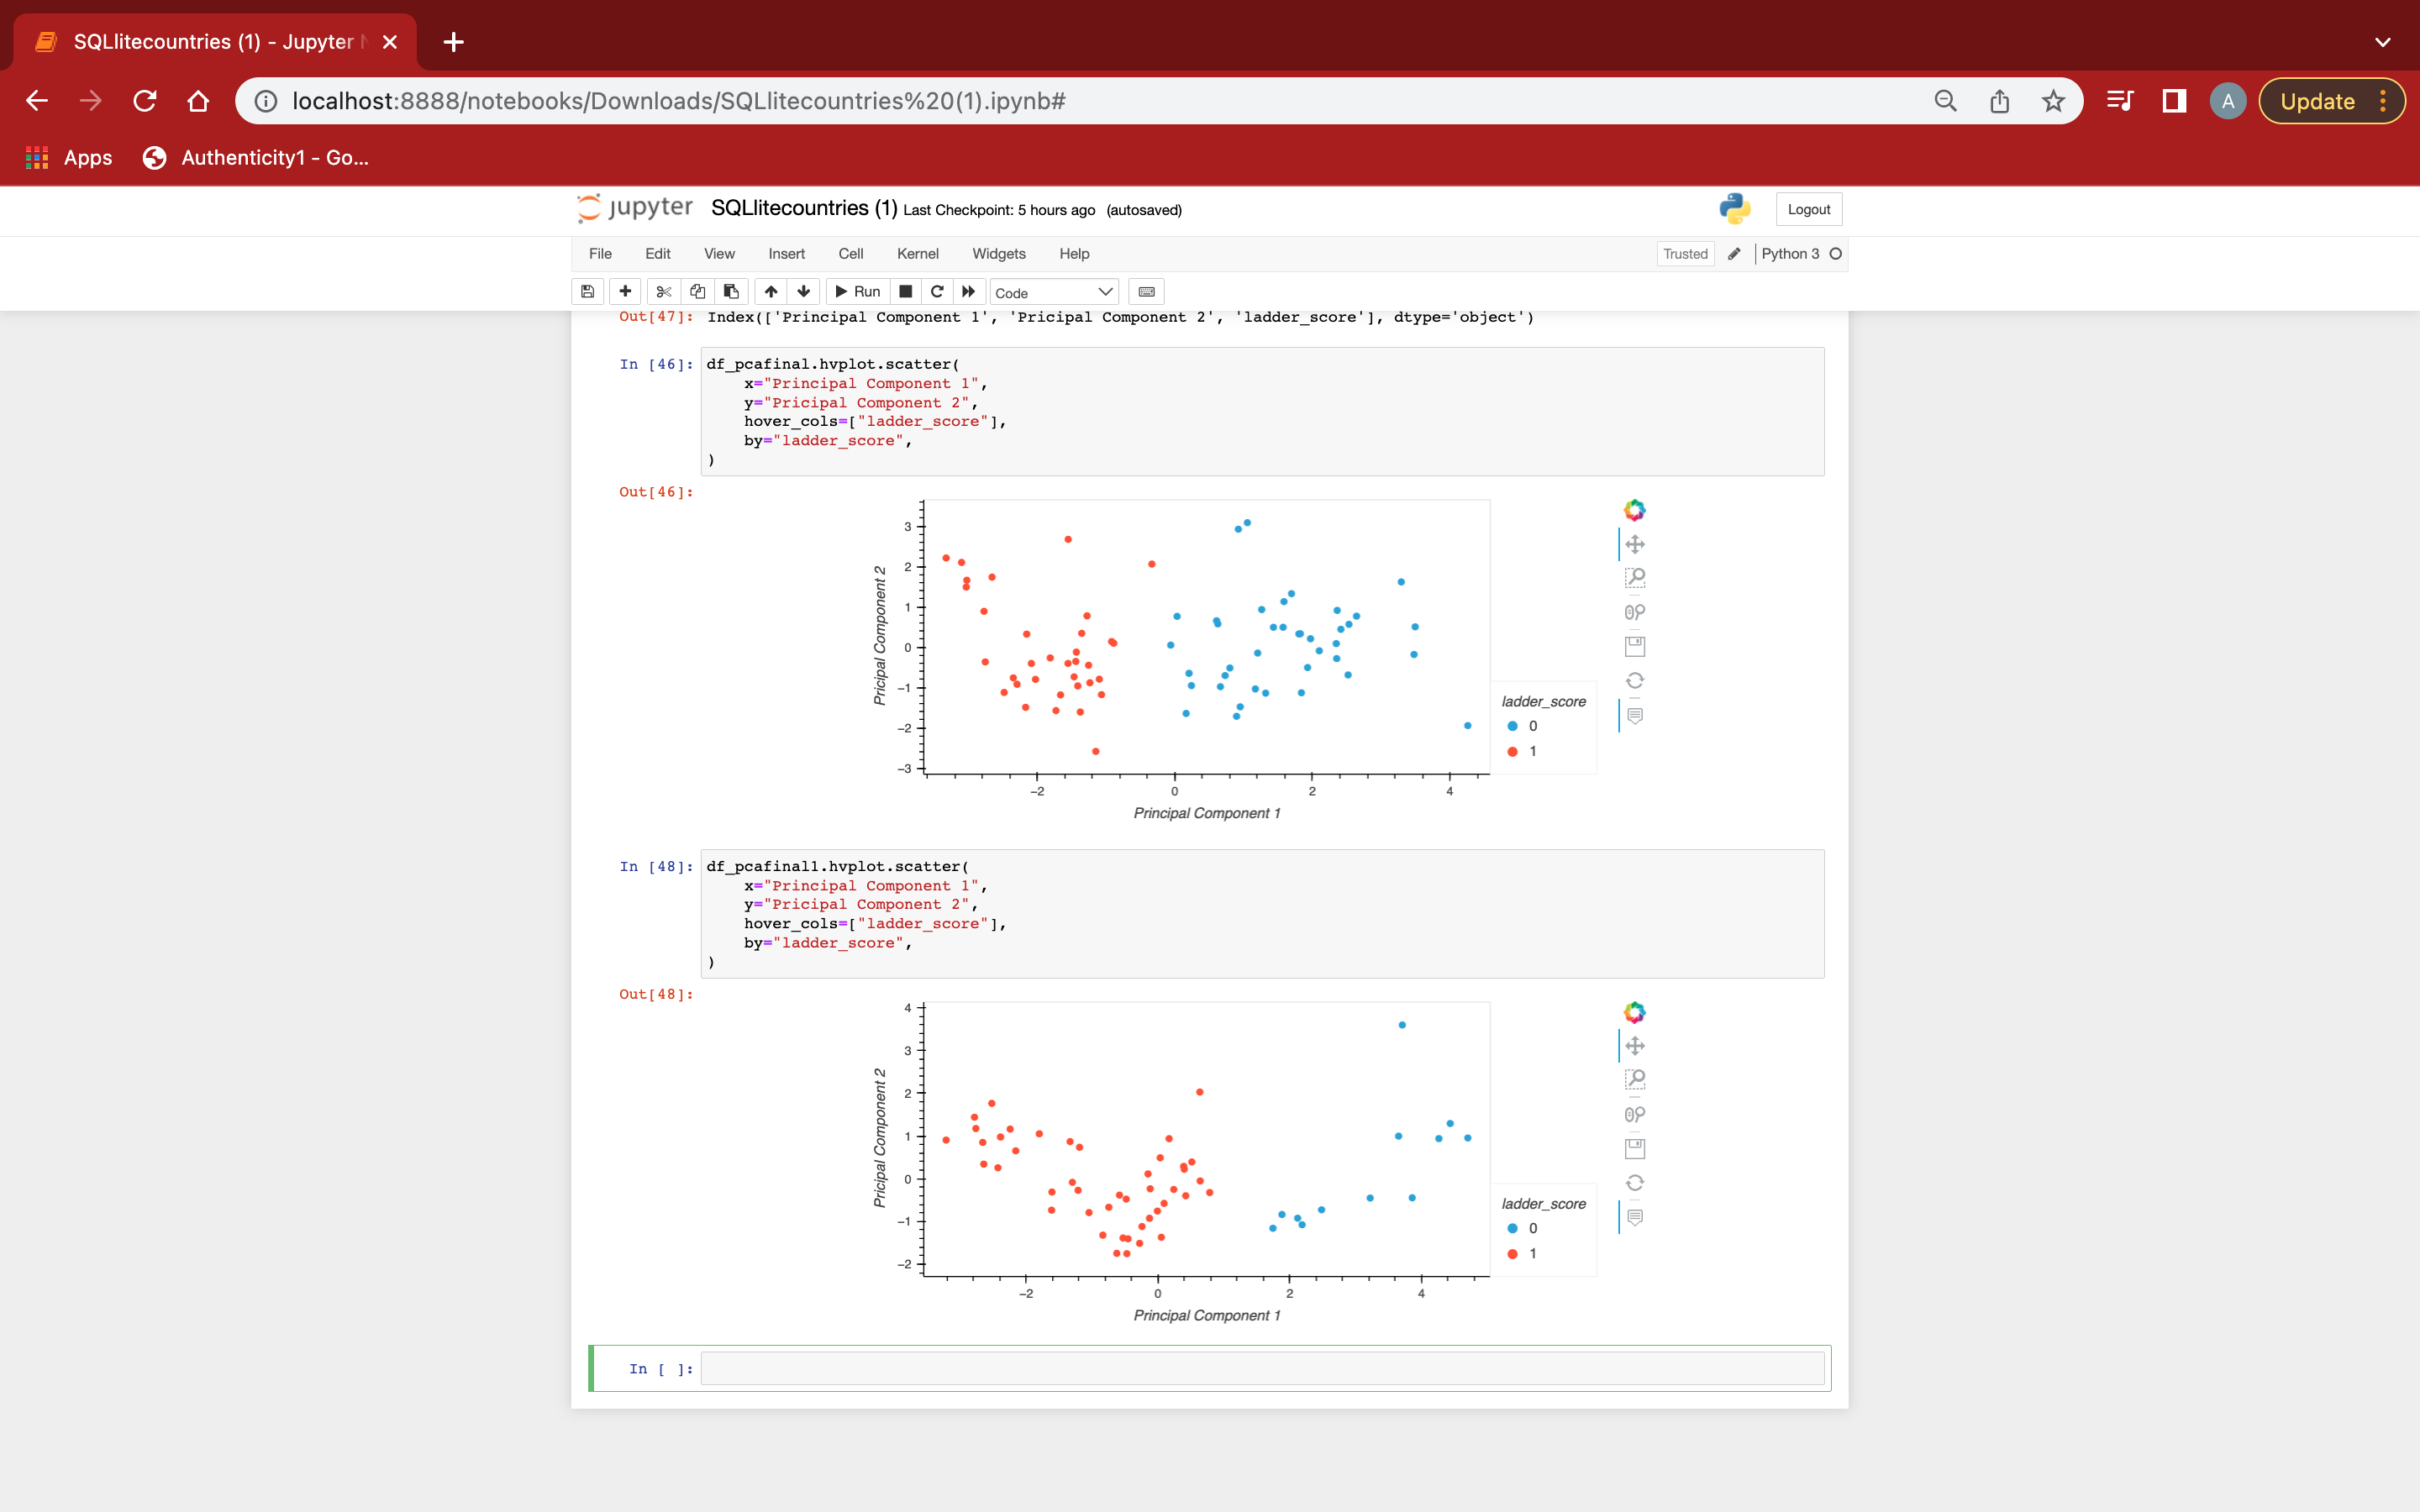 SQLlitecountries (1) - Jupyter
localhost:8888/notebooks/Downloads/SQLlitecountries%20(1).ipynb#
A
Update
Apps
Authenticity1 - Go...
jupyter SQLlitecountries (1) Last Checkpoint: 5 hours ago (autosaved)
Logout
File Edit View Insert Cell Kernel Widgets Help
Trusted
Python 3
Run
Code
Out[47]: Index(['Principal Component 1', 'Pricipal Component 2', 'ladder_score'], dtype='object')
In [46]: df_pcafinal.hvplot.scatter(
x="Principal Component 1",
y="Pricipal Component 2",
hover_cols=["ladder_score"],
by="ladder_score",
)
Out[46]:
3
2
1
0
−1
−2
−3
Pricipal Component 2
−2 0 2 4
Principal Component 1
ladder_score
0
1
In [48]: df_pcafinal1.hvplot.scatter(
x="Principal Component 1",
y="Pricipal Component 2",
hover_cols=["ladder_score"],
by="ladder_score",
)
Out[48]:
4
3
2
1
0
−1
−2
Pricipal Component 2
−2 0 2 4
Principal Component 1
ladder_score
0
1
In [ ]: